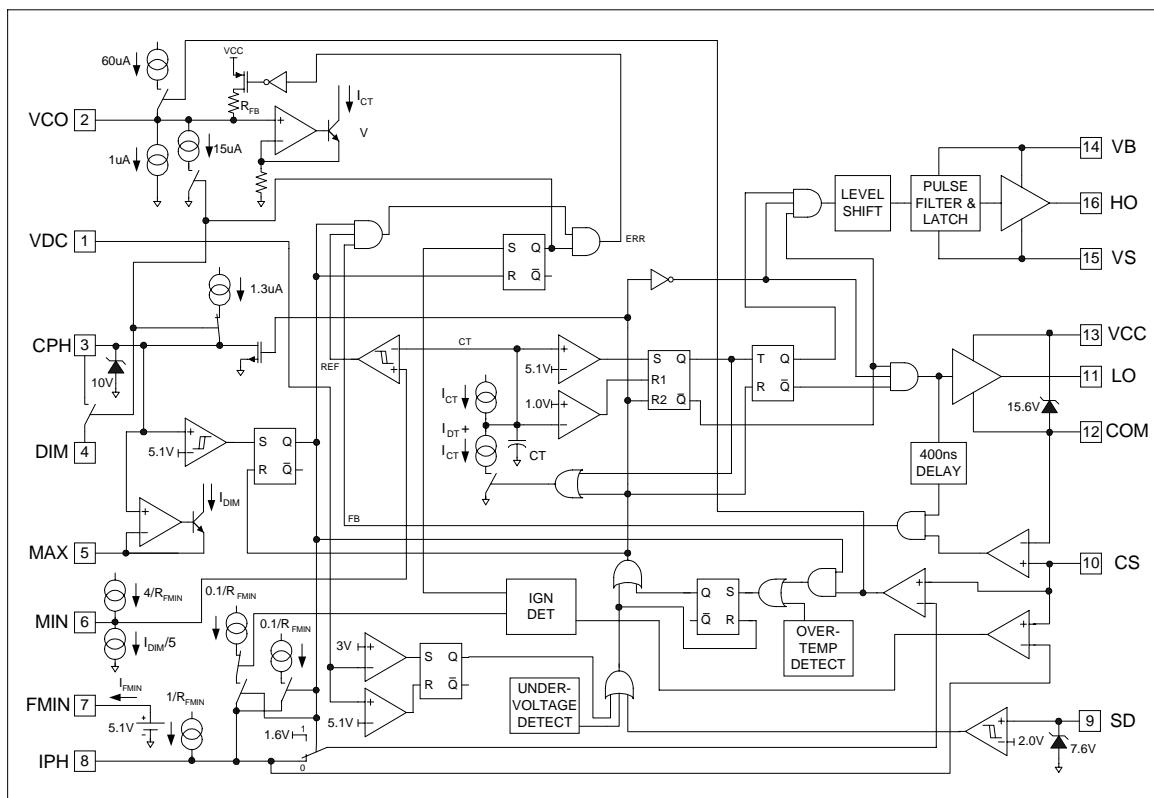 60uA
VCC
R_FB
I_CT
V
VCO 2
1uA
15uA
VDC 1
1.3uA
CPH 3
10V
DIM 4
5.1V
S Q
R Q̅
I_DIM
MAX 5
4/R_FMIN
MIN 6
I_DIM/5
0.1/R_FMIN
0.1/R_FMIN
I_FMIN
FMIN 7
5.1V
1/R_FMIN
1.6V
1
0
IPH 8
ERR
S Q
R Q̅
REF
CT
5.1V
1.0V
I_CT
I_DT +
I_CT
CT
S Q
R1
R2 Q̅
T Q
R Q̅
FB
IGN
DET
3V
5.1V
S Q
R Q̅
UNDER-
VOLTAGE
DETECT
Q S
Q̅ R
OVER-
TEMP
DETECT
LEVEL
SHIFT
PULSE
FILTER &
LATCH
14 VB
16 HO
15 VS
13 VCC
11 LO
15.6V
12 COM
400ns
DELAY
10 CS
9 SD
2.0V
7.6V